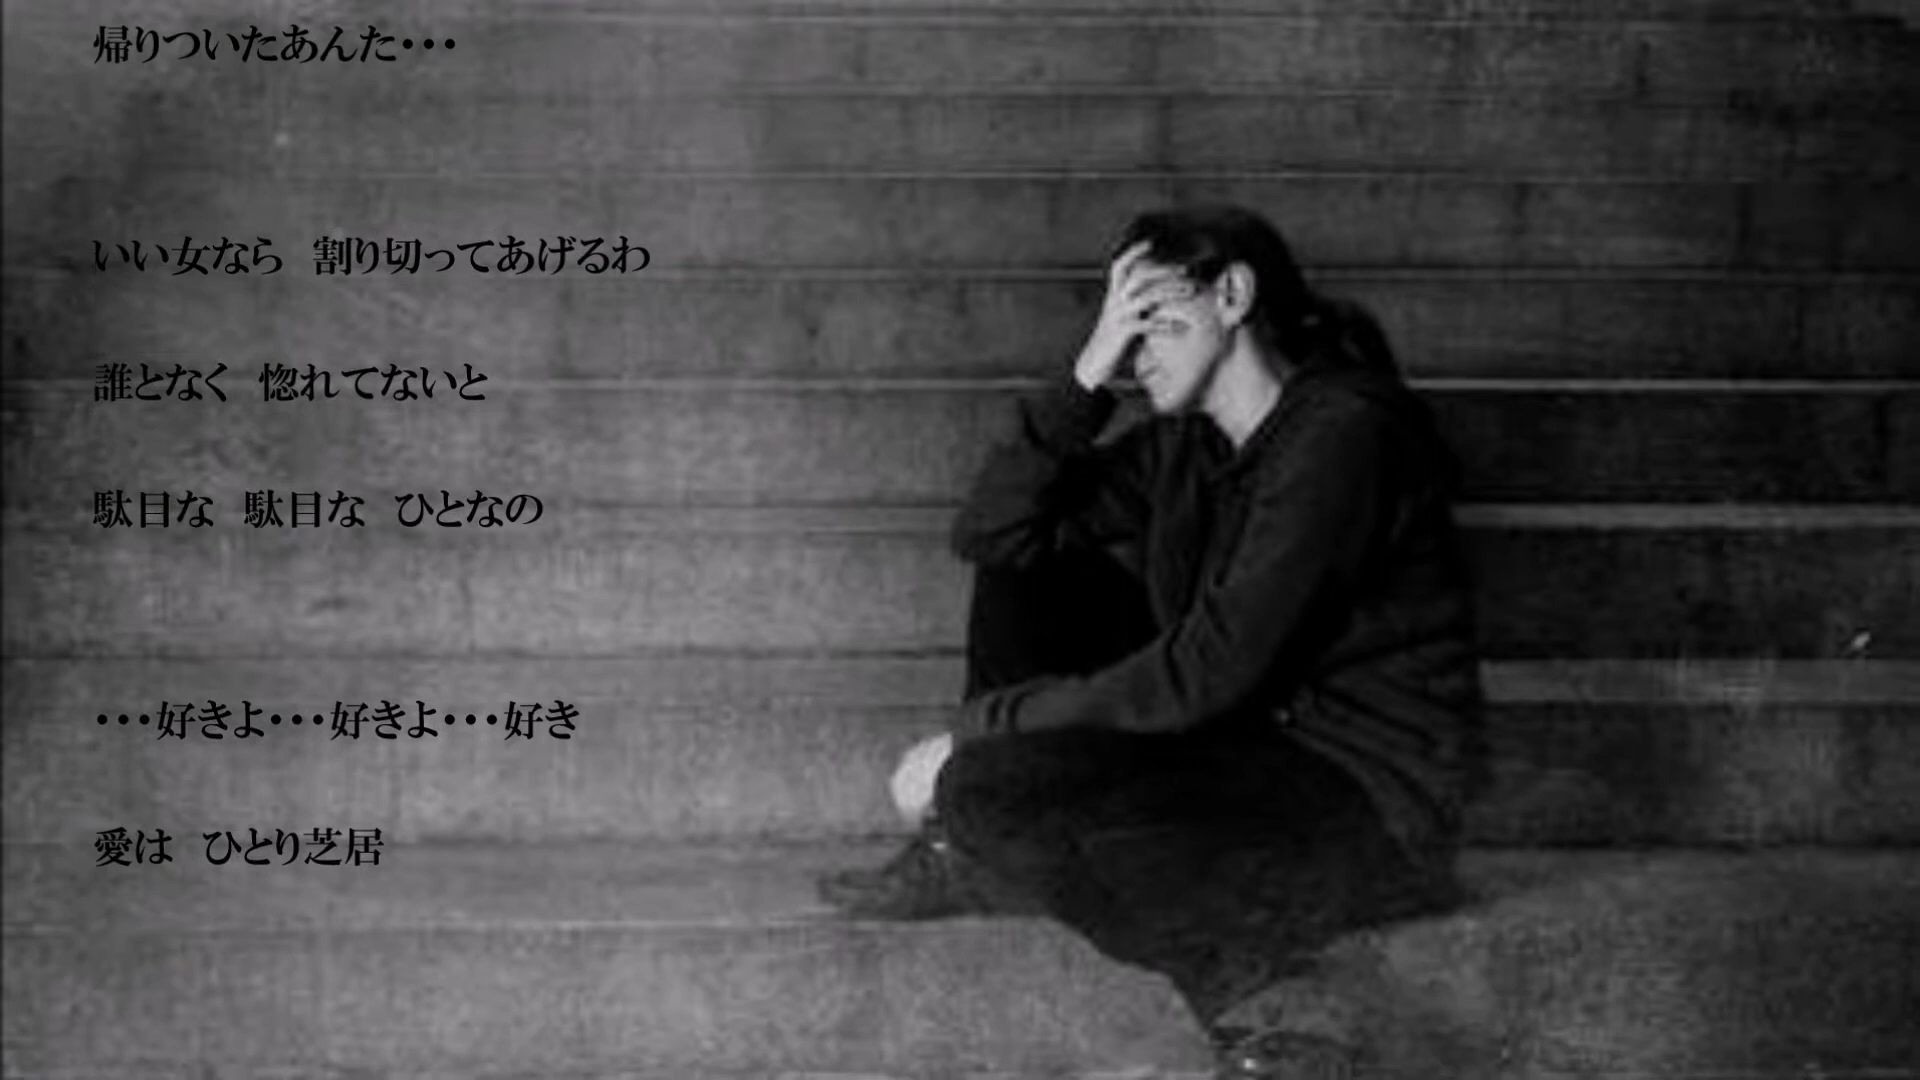 帰りついたあんた・・・
いい女なら　割り切ってあげるわ
誰となく　惚れてないと
駄目な　駄目な　ひとなの
・・・好きよ・・・好きよ・・・好き
愛は　ひとり芝居